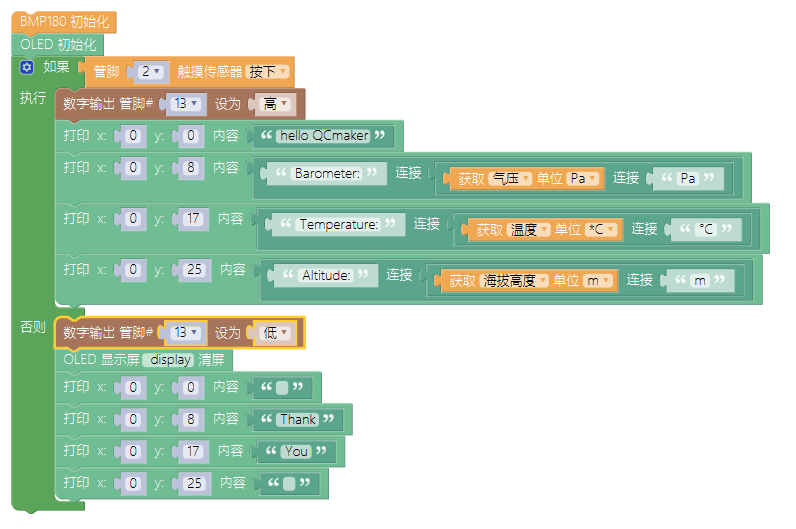 BMP180 初始化
OLED 初始化
如果 管脚 2 触摸传感器 按下
执行 数字输出 管脚# 13 设为 高
打印 x: 0 y: 0 内容 “ hello QCmaker ”
打印 x: 0 y: 8 内容 “ Barometer: ” 连接 获取 气压 单位 Pa 连接 “ Pa ”
打印 x: 0 y: 17 内容 “ Temperature: ” 连接 获取 温度 单位 *C 连接 “ °C ”
打印 x: 0 y: 25 内容 “ Altitude: ” 连接 获取 海拔高度 单位 m 连接 “ m ”
否则 数字输出 管脚# 13 设为 低
OLED 显示屏 display 清屏
打印 x: 0 y: 0 内容 “ ”
打印 x: 0 y: 8 内容 “ Thank ”
打印 x: 0 y: 17 内容 “ You ”
打印 x: 0 y: 25 内容 “ ”